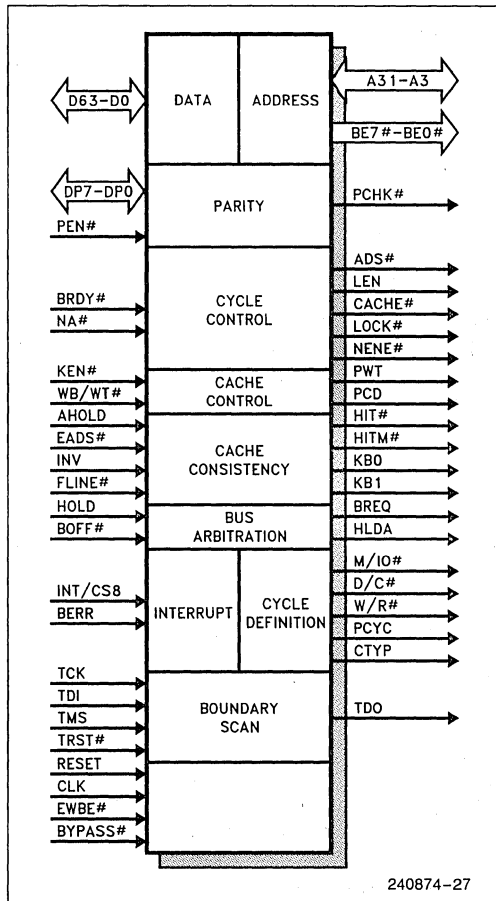 D63-D0
DATA
ADDRESS
A31-A3
BE7#-BE0#
DP7-DP0
PEN#
PARITY
PCHK#
BRDY#
NA#
CYCLE
CONTROL
ADS#
LEN
CACHE#
LOCK#
NENE#
KEN#
WB/WT#
CACHE
CONTROL
PWT
PCD
AHOLD
EADS#
INV
FLINE#
CACHE
CONSISTENCY
HIT#
HITM#
KB0
KB1
HOLD
BOFF#
BUS
ARBITRATION
BREQ
HLDA
INT/CS8
BERR
INTERRUPT
CYCLE
DEFINITION
M/IO#
D/C#
W/R#
PCYC
CTYP
TCK
TDI
TMS
TRST#
BOUNDARY
SCAN
TDO
RESET
CLK
EWBE#
BYPASS#
240874-27